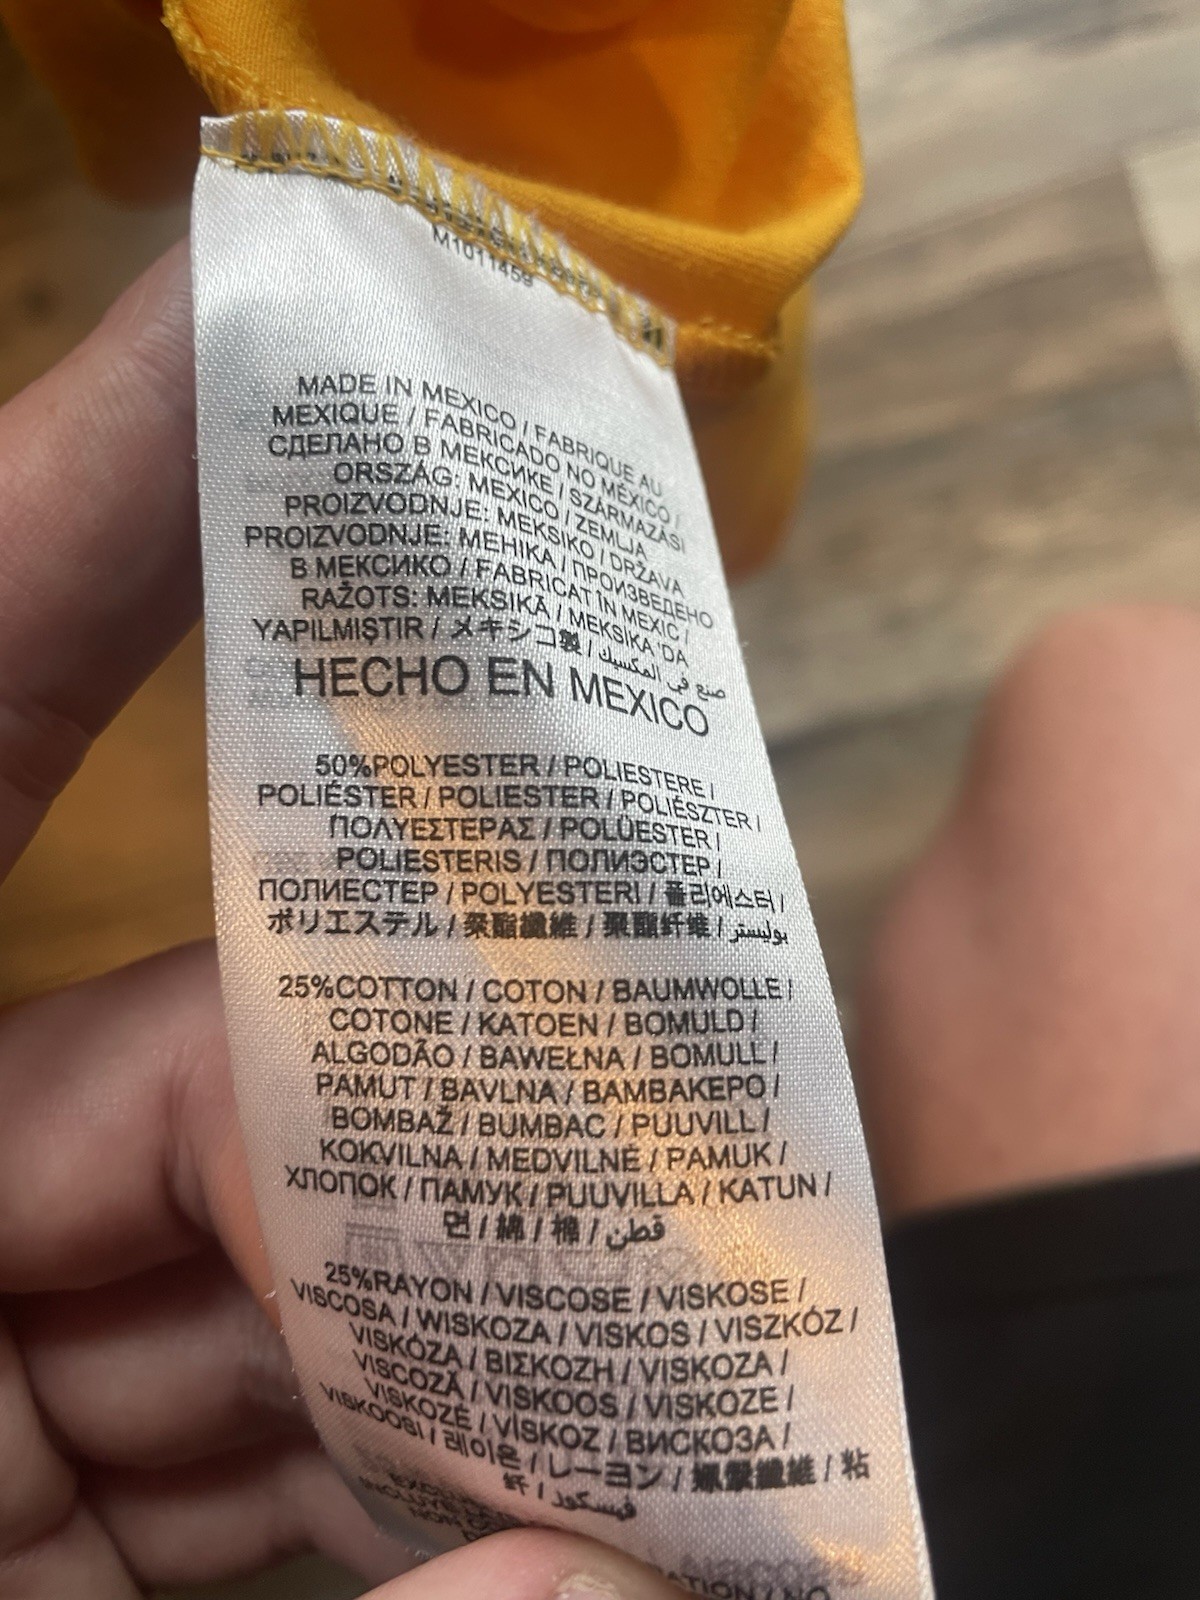 M1011459
MADE IN MEXICO / FABRIQUE AU
MEXIQUE / FABRICADO NO MÉXICO /
СДЕЛАНО В МЕКСИКЕ / SZÁRMAZÁSI
ORSZÁG: MEXICO / ZEMLJA
PROIZVODNJE: MEKSIKO / DRŽAVA
PROIZVODNJE: МЕНIКА / ПРОИЗВЕДЕНО
В МЕКСИКО / FABRICAT ÎN MEXIC /
RAŽOTS: MEKSIKĀ / MEKSIKA 'DA
YAPILMIŞTIR / メキシコ製 / صنع في المكسيك
HECHO EN MEXICO
50%POLYESTER / POLIESTERE /
POLIÉSTER / POLIESTER / POLIÉSZTER /
ΠΟΛΥΕΣΤΕΡΑΣ / POLÜESTER /
POLIESTERIS / ПОЛИЭСТЕР /
ПОЛИЕСТЕР / POLYESTERI / 폴리에스터 /
ポリエステル / 聚酯纖維 / 聚酯纤维 / بوليستر
25%COTTON / COTON / BAUMWOLLE /
COTONE / KATOEN / BOMULD /
ALGODÃO / BAWEŁNA / BOMULL /
PAMUT / BAVLNA / ΒΑΜΒΑΚΕΡΟ /
BOMBAŽ / BUMBAC / PUUVILL /
KOKVILNA / MEDVILNĖ / PAMUK /
ХЛОПОК / ПАМУК / PUUVILLA / KATUN /
면 / 綿 / 棉 / قطن
25%RAYON / VISCOSE / VISKOSE /
VISCOSA / WISKOZA / VISKOS / VISZKÓZ /
VISKÓZA / ΒΙΣΚΟΖΗ / VISKOZA /
VISCOZĂ / VISKOOS / VISKOZE /
VISKOZĖ / VİSKOZ / ВИСКОЗА /
VISKOOSI / 레이온 / レーヨン / 纖維 / 粘
纤 / فيسكوز